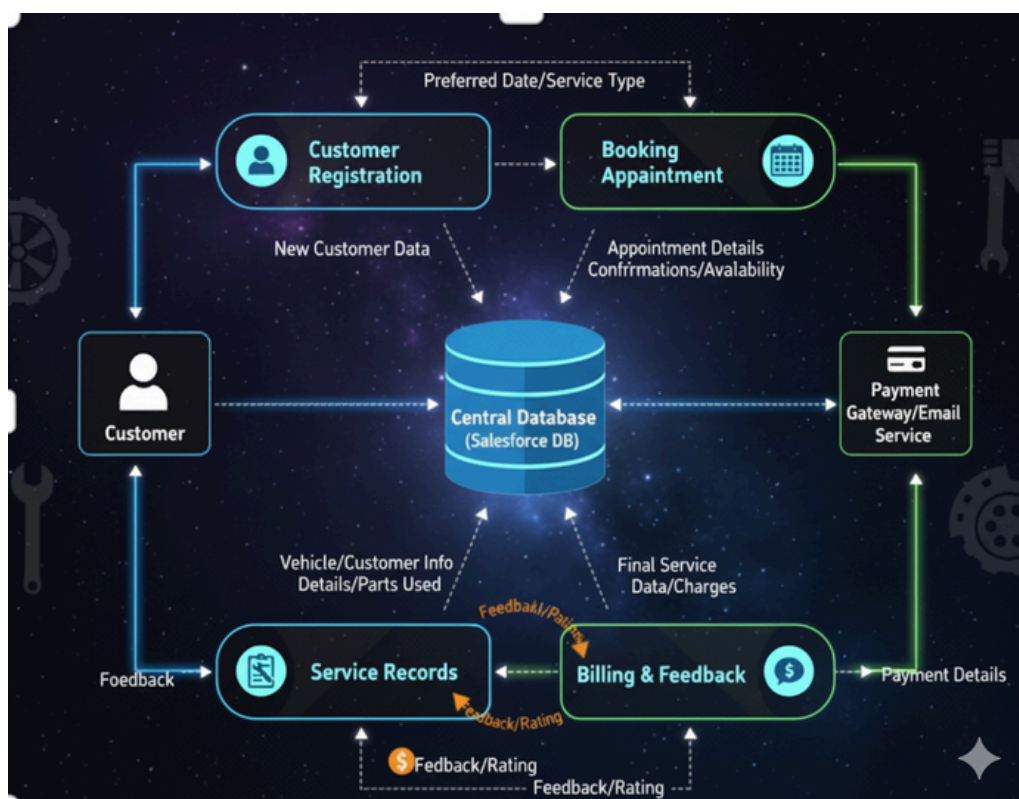 Preferred Date/Service Type
Customer
Registration
Booking
Appaintment
New Customer Data
Appointment Details
Confrrmations/Avalability
Customer
Central Database
(Salesforce DB)
Payment
Gateway/Email
Service
Vehicle/Customer Info
Details/Parts Used
Final Service
Data/Charges
Service Records
Billing & Feedback
$
Foedback
Payment Details
Feedback/Rating
$
Fedback/Rating
Feedback/Rating